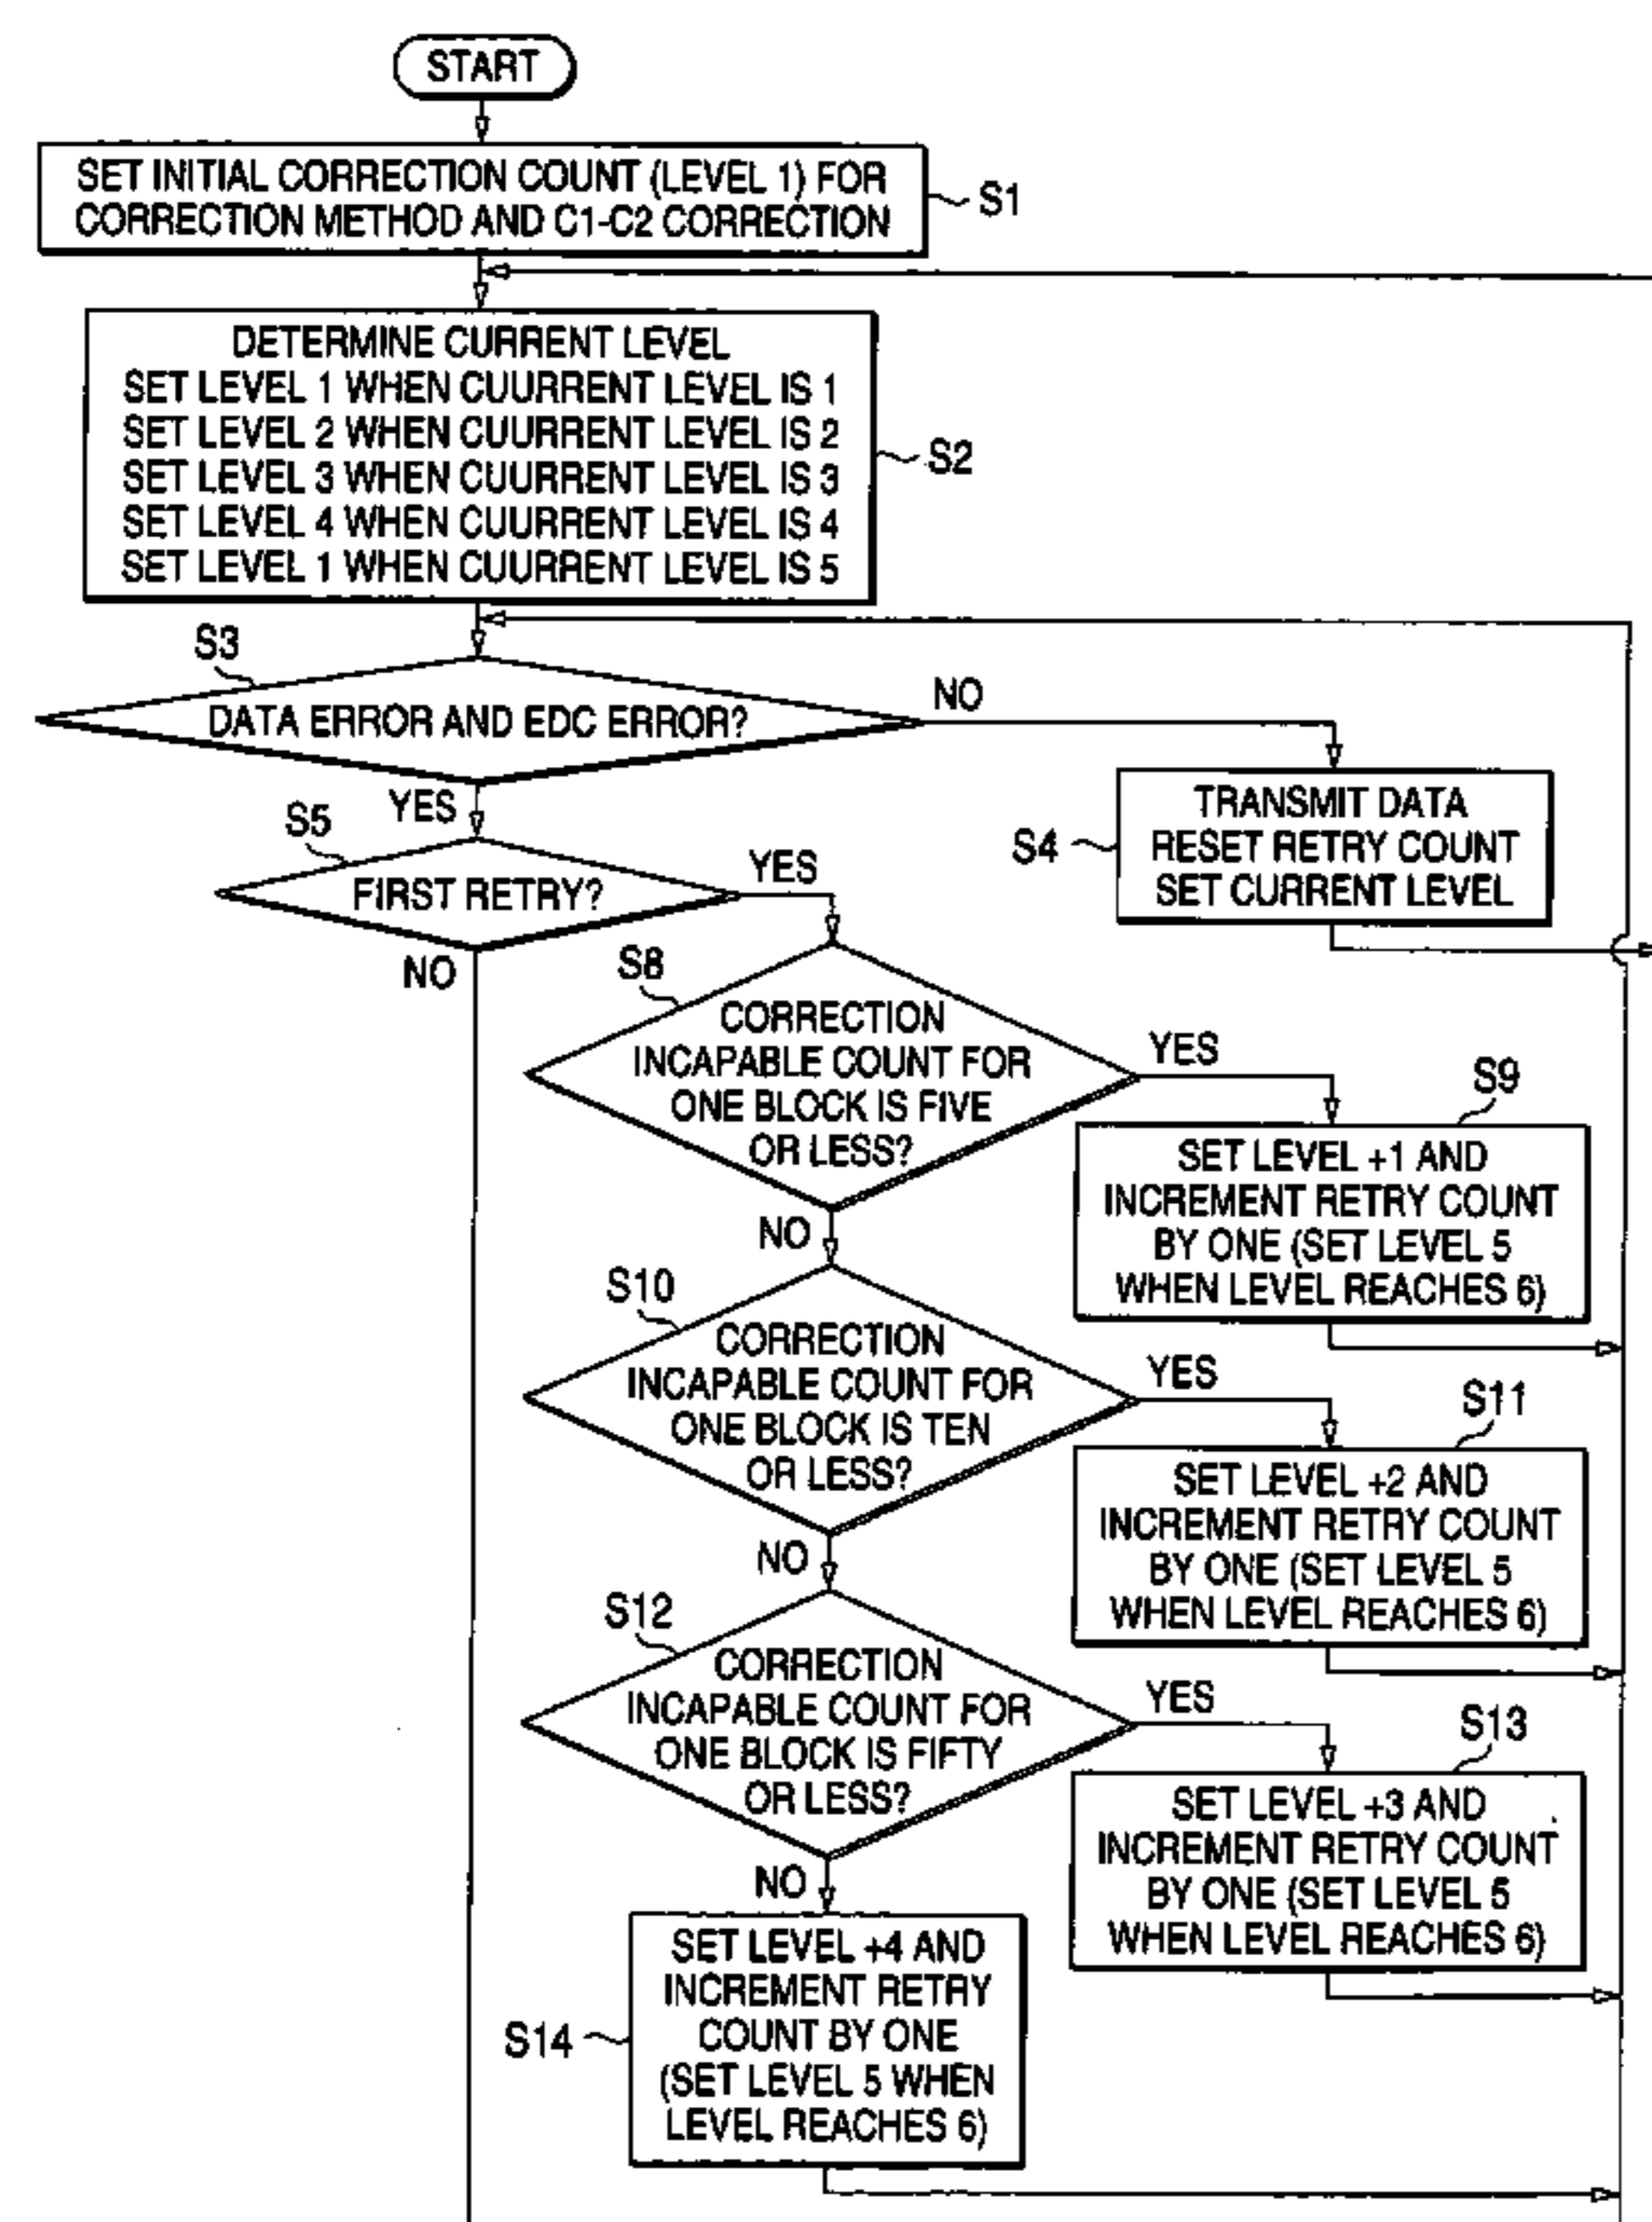 START
SET INITIAL CORRECTION COUNT (LEVEL 1) FOR
CORRECTION METHOD AND C1-C2 CORRECTION
S1
DETERMINE CURRENT LEVEL
SET LEVEL 1 WHEN CUURRENT LEVEL IS 1
SET LEVEL 2 WHEN CUURRENT LEVEL IS 2
SET LEVEL 3 WHEN CUURRENT LEVEL IS 3
SET LEVEL 4 WHEN CUURRENT LEVEL IS 4
SET LEVEL 1 WHEN CUURRENT LEVEL IS 5
S2
S3
DATA ERROR AND EDC ERROR?
NO
YES
S4
TRANSMIT DATA
RESET RETRY COUNT
SET CURRENT LEVEL
S5
FIRST RETRY?
YES
NO
S8
CORRECTION
INCAPABLE COUNT FOR
ONE BLOCK IS FIVE
OR LESS?
YES
NO
S9
SET LEVEL +1 AND
INCREMENT RETRY COUNT
BY ONE (SET LEVEL 5
WHEN LEVEL REACHES 6)
S10
CORRECTION
INCAPABLE COUNT FOR
ONE BLOCK IS TEN
OR LESS?
YES
NO
S11
SET LEVEL +2 AND
INCREMENT RETRY COUNT
BY ONE (SET LEVEL 5
WHEN LEVEL REACHES 6)
S12
CORRECTION
INCAPABLE COUNT FOR
ONE BLOCK IS FIFTY
OR LESS?
YES
NO
S13
SET LEVEL +3 AND
INCREMENT RETRY COUNT
BY ONE (SET LEVEL 5
WHEN LEVEL REACHES 6)
S14
SET LEVEL +4 AND
INCREMENT RETRY
COUNT BY ONE
(SET LEVEL 5 WHEN
LEVEL REACHES 6)